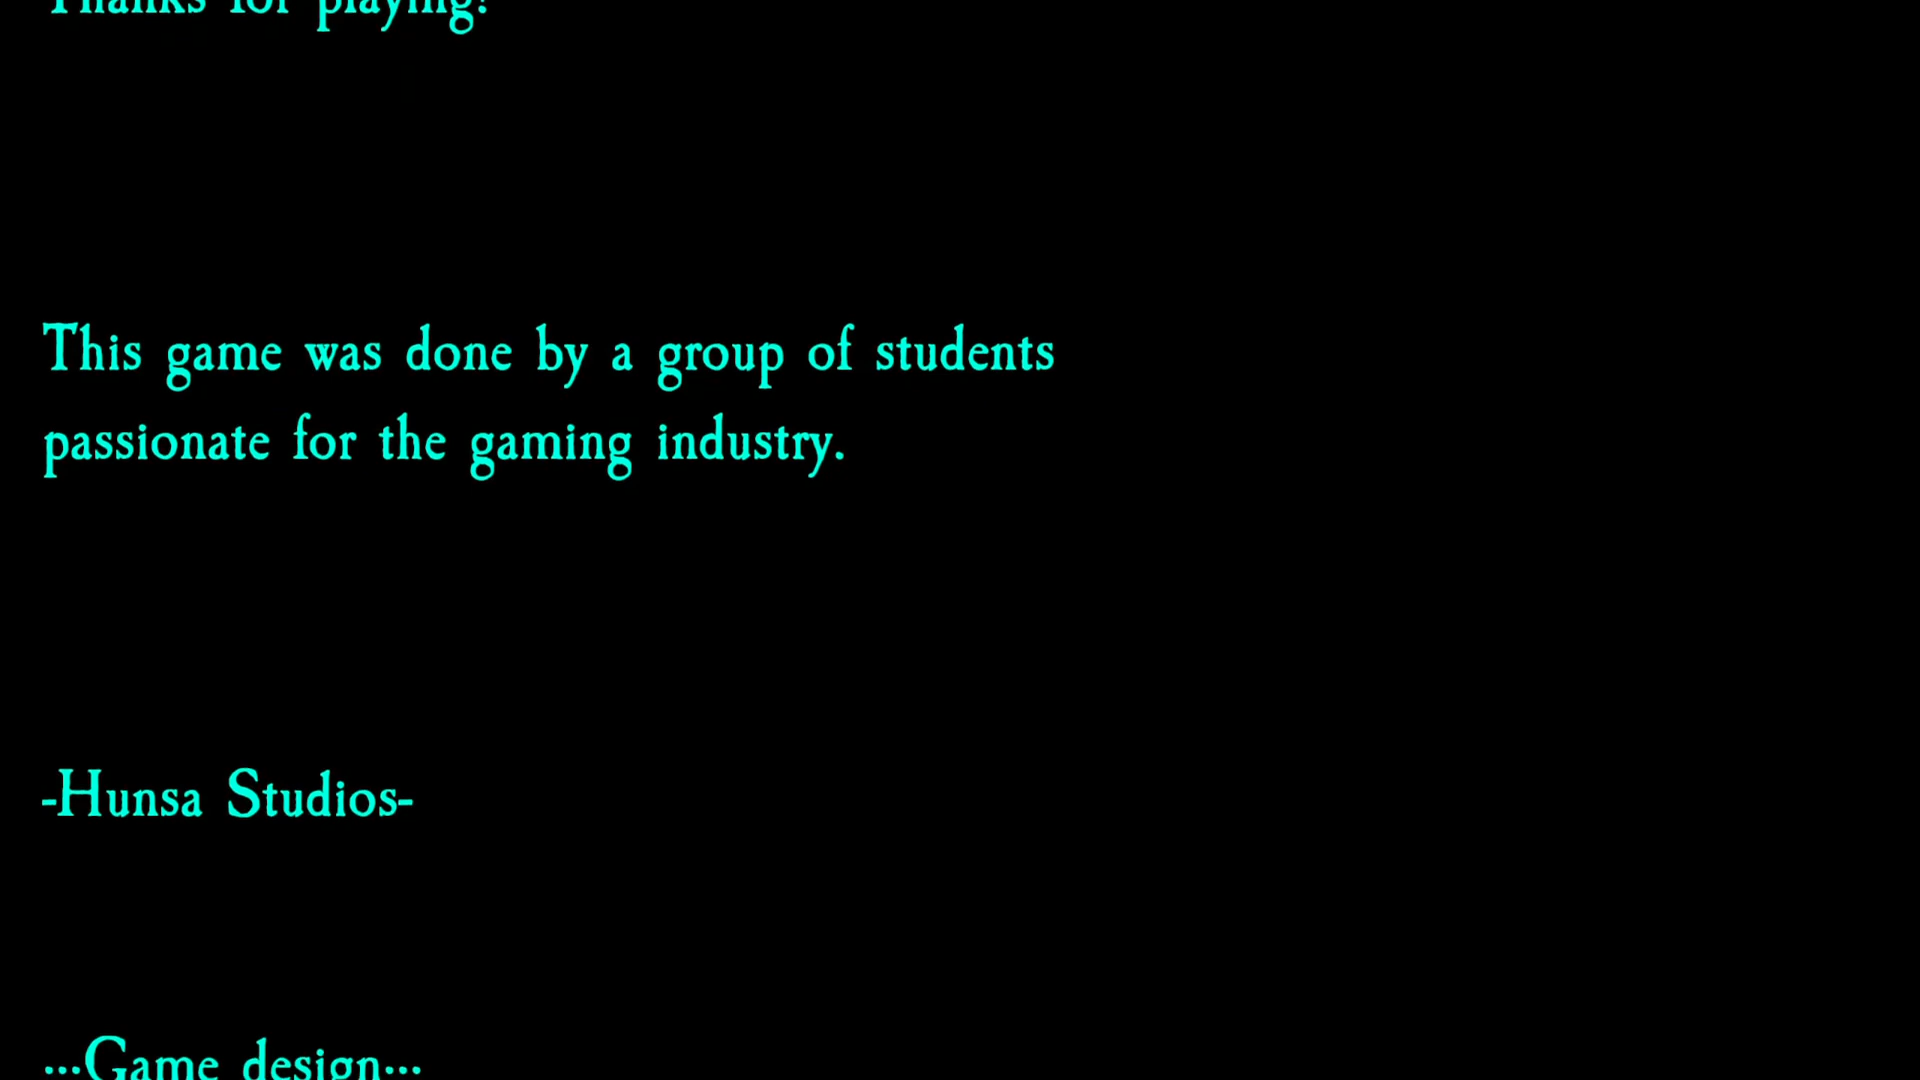 Thanks for playing!
This game was done by a group of students
passionate for the gaming industry.
-Hunsa Studios-
...Game design...